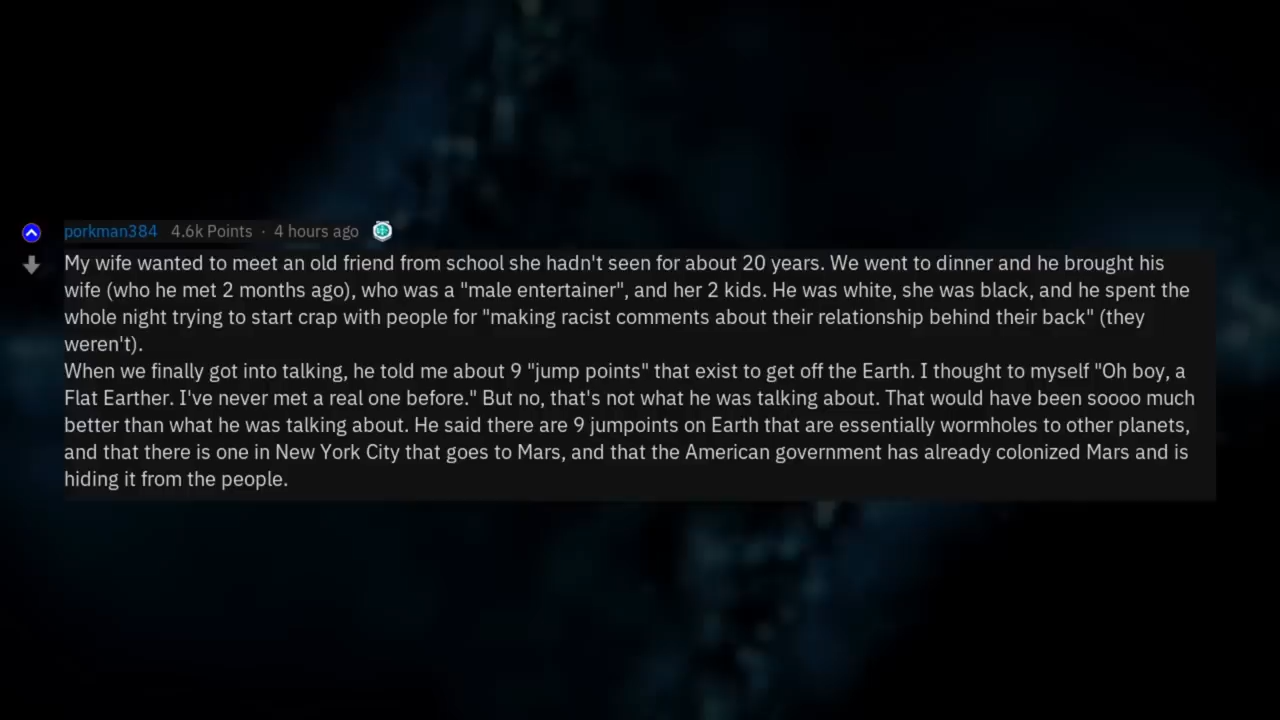 porkman384 4.6k Points · 4 hours ago
My wife wanted to meet an old friend from school she hadn't seen for about 20 years. We went to dinner and he brought his
wife (who he met 2 months ago), who was a "male entertainer", and her 2 kids. He was white, she was black, and he spent the
whole night trying to start crap with people for "making racist comments about their relationship behind their back" (they
weren't).
When we finally got into talking, he told me about 9 "jump points" that exist to get off the Earth. I thought to myself "Oh boy, a
Flat Earther. I've never met a real one before." But no, that's not what he was talking about. That would have been soooo much
better than what he was talking about. He said there are 9 jumpoints on Earth that are essentially wormholes to other planets,
and that there is one in New York City that goes to Mars, and that the American government has already colonized Mars and is
hiding it from the people.